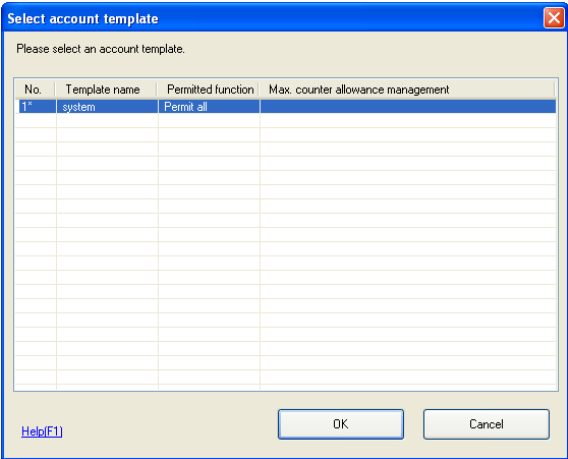 Select account template
Please select an account template.
No. Template name Permitted function Max. counter allowance management
1* system Permit all
Help(F1)
OK Cancel